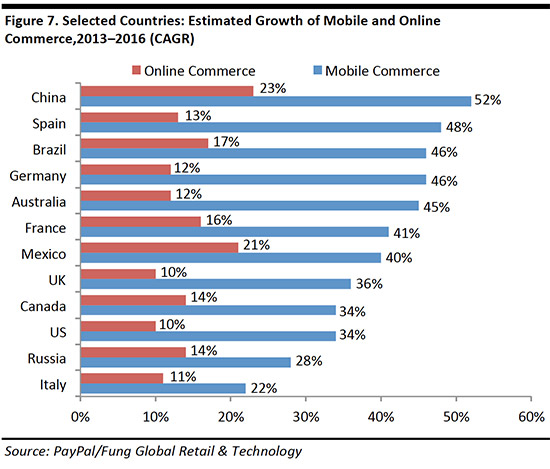 Figure 7. Selected Countries: Estimated Growth of Mobile and Online
Commerce,2013–2016 (CAGR)
Online Commerce Mobile Commerce
China 23% 52%
Spain 13% 48%
Brazil 17% 46%
Germany 12% 46%
Australia 12% 45%
France 16% 41%
Mexico 21% 40%
UK 10% 36%
Canada 14% 34%
US 10% 34%
Russia 14% 28%
Italy 11% 22%
0% 10% 20% 30% 40% 50% 60%
Source: PayPal/Fung Global Retail & Technology